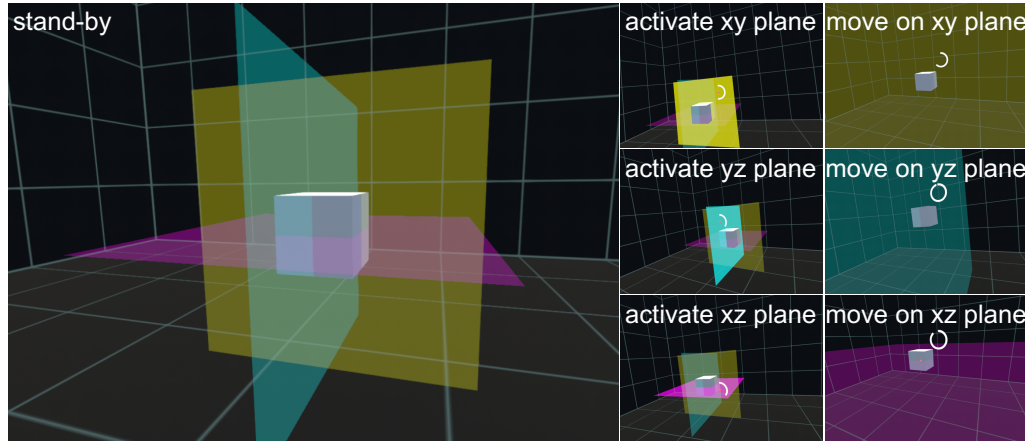 stand-by
activate xy plane
move on xy plane
activate yz plane
move on yz plane
activate xz plane
move on xz plane